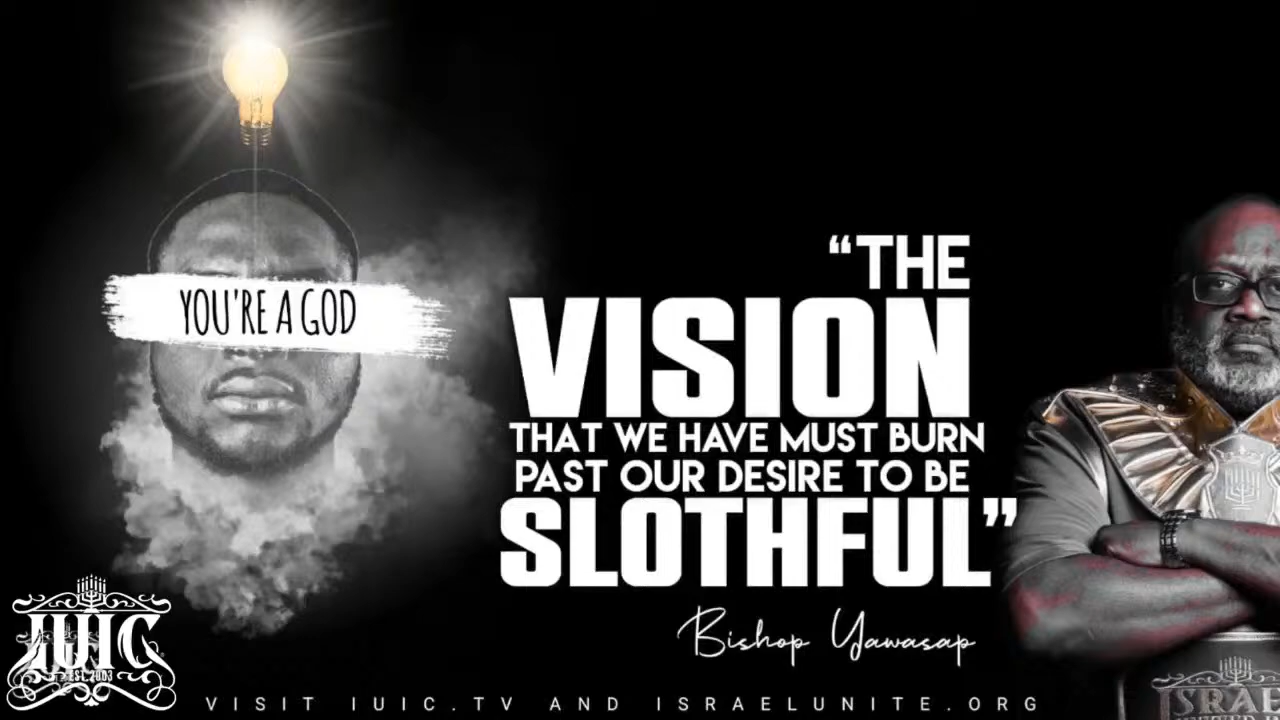 YOU'RE A GOD
“THE
VISION
THAT WE HAVE MUST BURN
PAST OUR DESIRE TO BE
SLOTHFUL”
Bishop Yawasap
IUIC
EST. 2003
VISIT IUIC.TV AND ISRAELUNITE.ORG